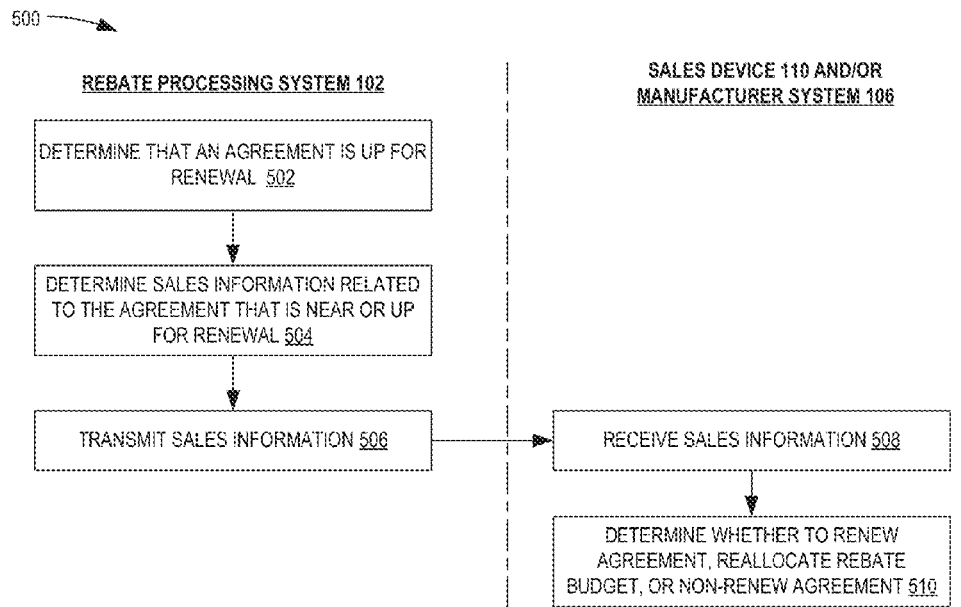 500
REBATE PROCESSING SYSTEM 102
SALES DEVICE 110 AND/OR
MANUFACTURER SYSTEM 106
DETERMINE THAT AN AGREEMENT IS UP FOR
RENEWAL 502
DETERMINE SALES INFORMATION RELATED
TO THE AGREEMENT THAT IS NEAR OR UP
FOR RENEWAL 504
TRANSMIT SALES INFORMATION 506
RECEIVE SALES INFORMATION 508
DETERMINE WHETHER TO RENEW
AGREEMENT, REALLOCATE REBATE
BUDGET, OR NON-RENEW AGREEMENT 510